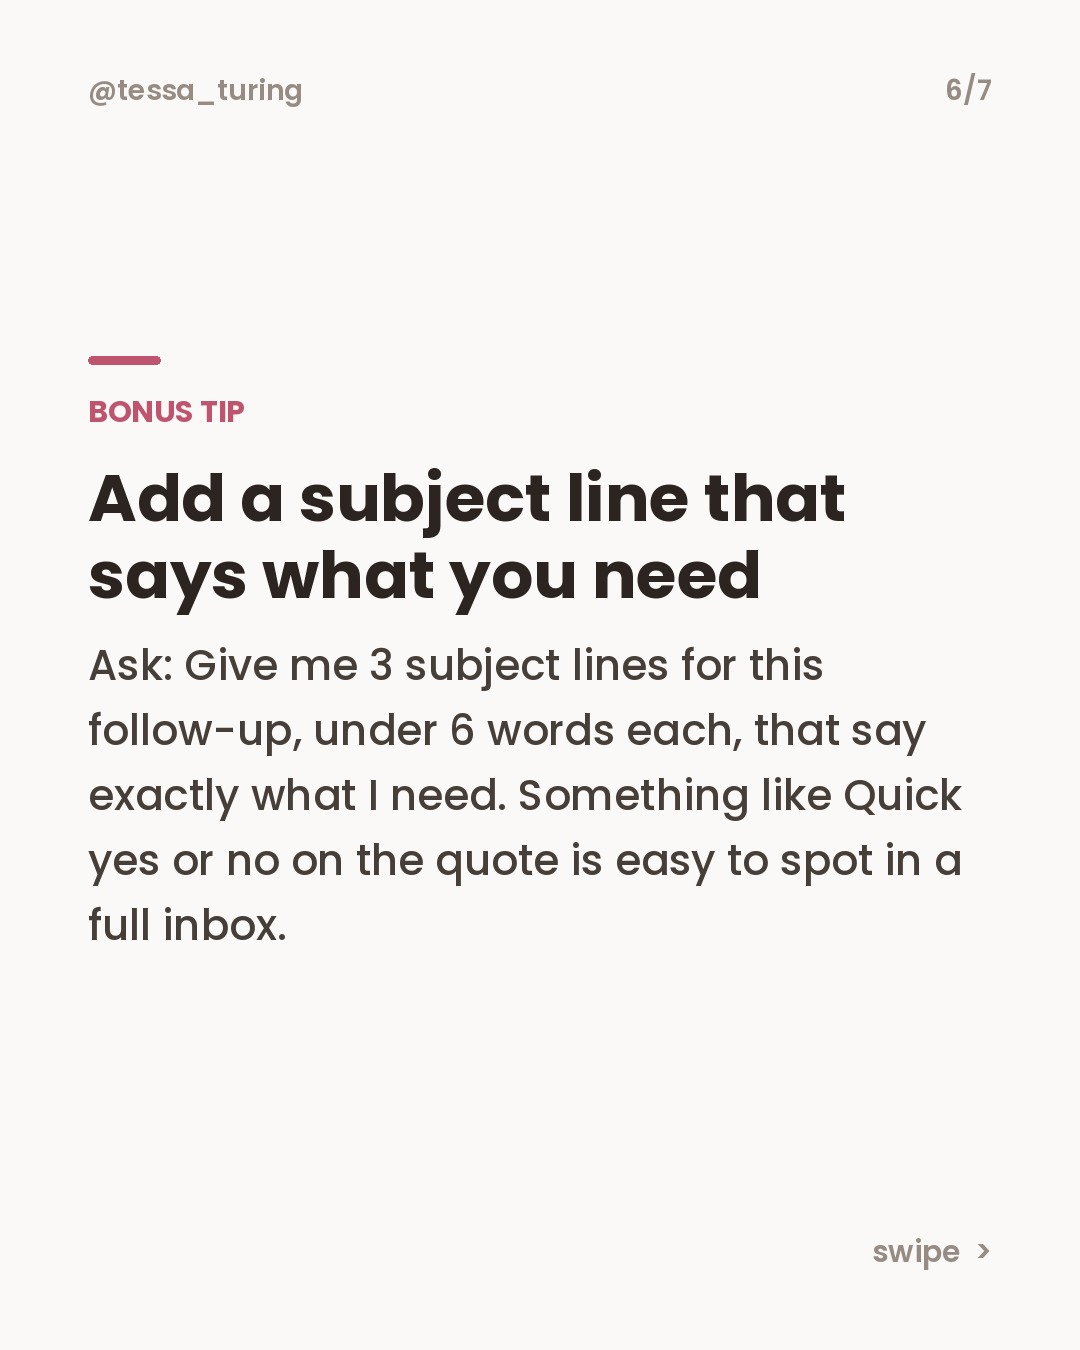 @tessa_turing
6/7
BONUS TIP
Add a subject line that
says what you need
Ask: Give me 3 subject lines for this
follow-up, under 6 words each, that say
exactly what I need. Something like Quick
yes or no on the quote is easy to spot in a
full inbox.
swipe >